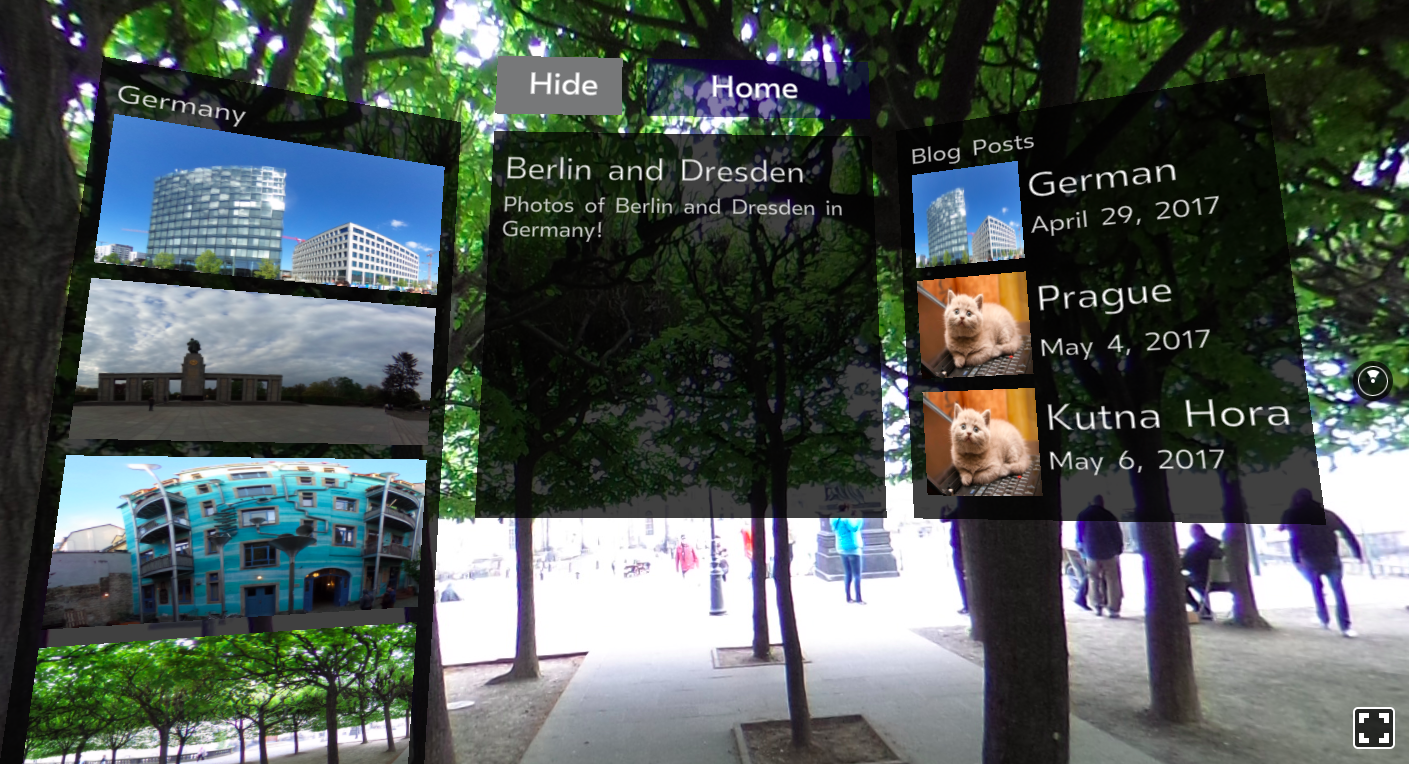 Hide
Home
Germany
Berlin and Dresden
Photos of Berlin and Dresden in
Germany!
Blog Posts
German
April 29, 2017
Prague
May 4, 2017
Kutna Hora
May 6, 2017